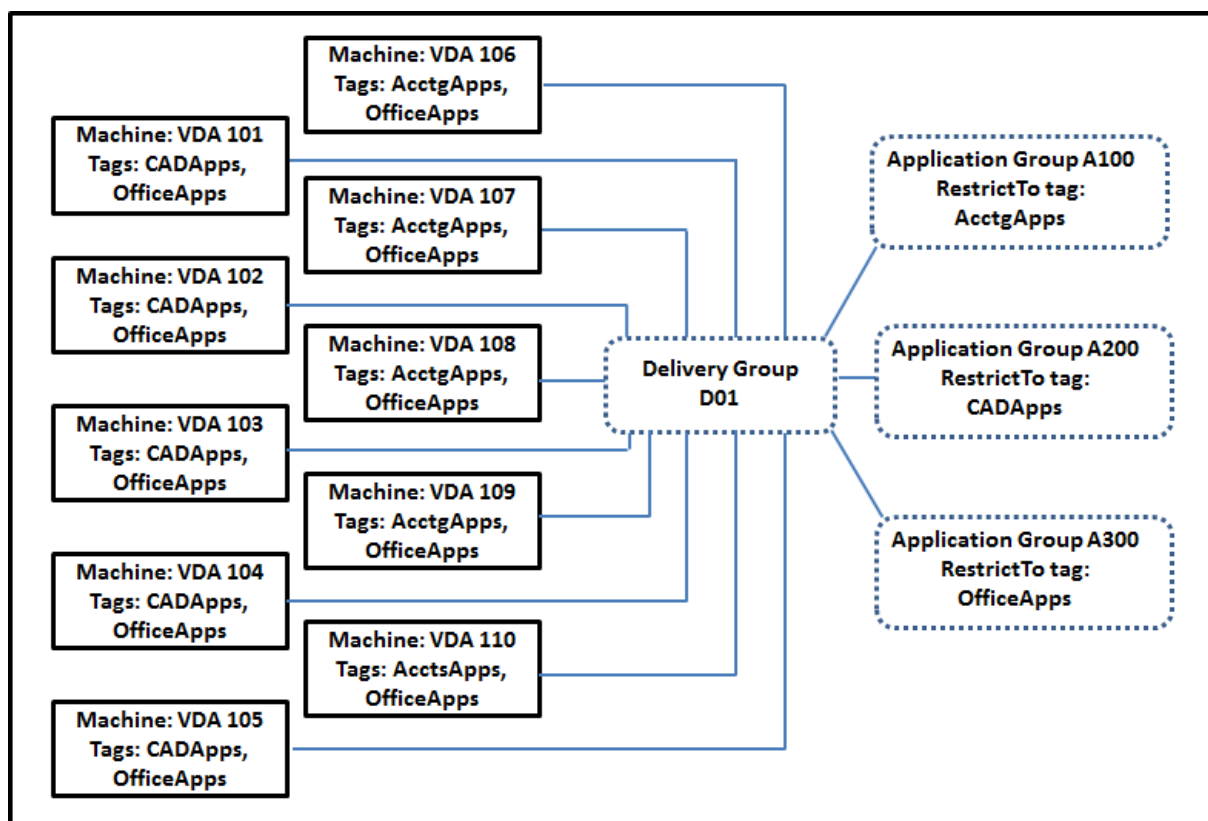 Machine: VDA 106
Tags: AcctgApps,
OfficeApps
Machine: VDA 101
Tags: CADApps,
OfficeApps
Machine: VDA 107
Tags: AcctgApps,
OfficeApps
Machine: VDA 102
Tags: CADApps,
OfficeApps
Machine: VDA 108
Tags: AcctgApps,
OfficeApps
Machine: VDA 103
Tags: CADApps,
OfficeApps
Machine: VDA 109
Tags: AcctgApps,
OfficeApps
Machine: VDA 104
Tags: CADApps,
OfficeApps
Machine: VDA 110
Tags: AcctsApps,
OfficeApps
Machine: VDA 105
Tags: CADApps,
OfficeApps
Delivery Group
D01
Application Group A100
RestrictTo tag:
AcctgApps
Application Group A200
RestrictTo tag:
CADApps
Application Group A300
RestrictTo tag:
OfficeApps